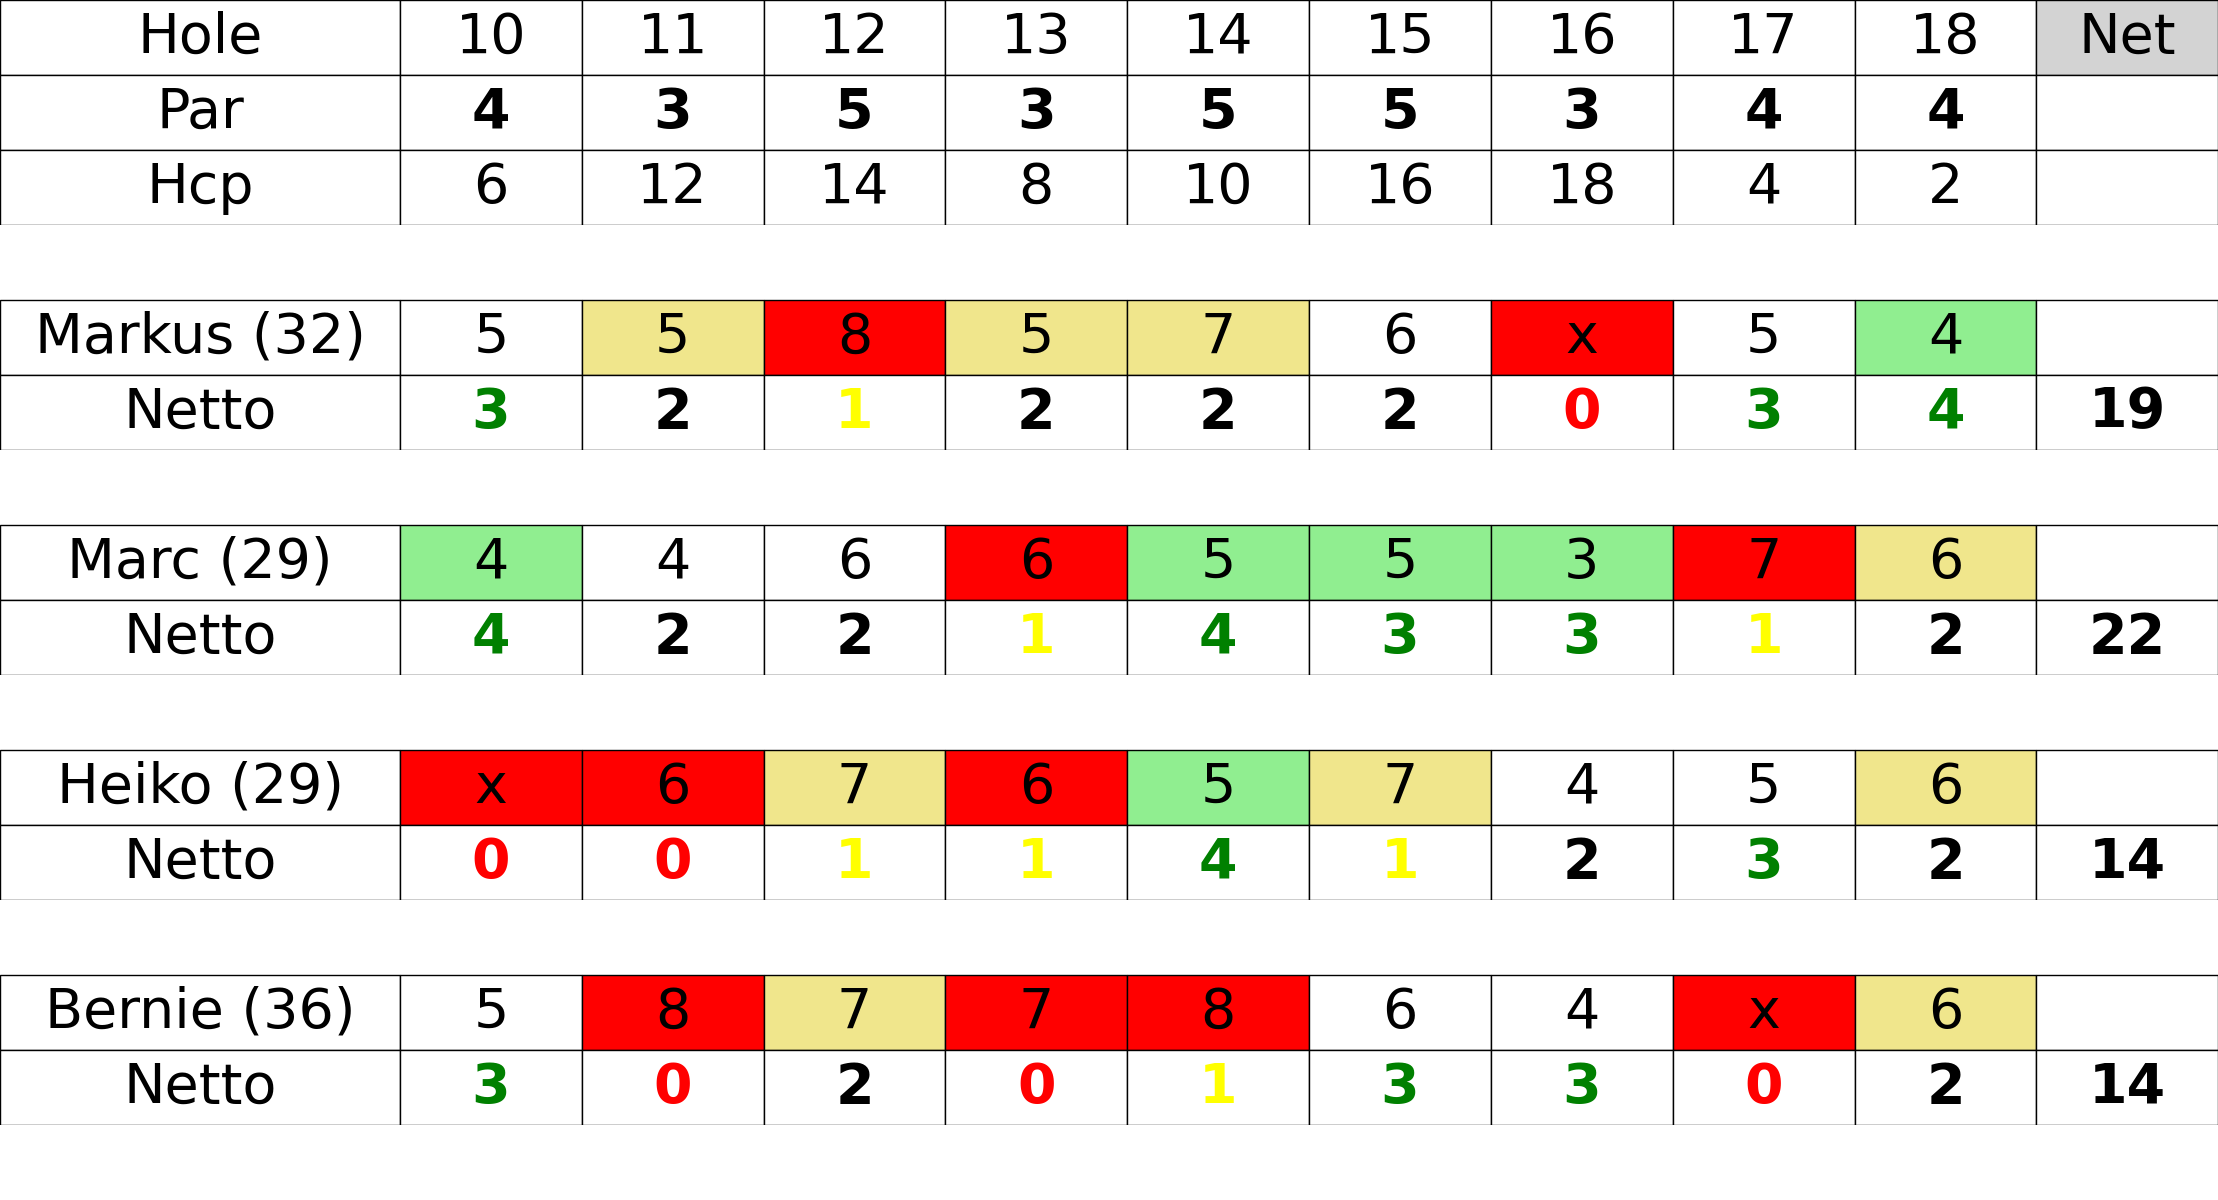 Hole 10 11 12 13 14 15 16 17 18 Net
Par 4 3 5 3 5 5 3 4 4
Hcp 6 12 14 8 10 16 18 4 2
Markus (32) 5 5 8 5 7 6 x 5 4
Netto 3 2 1 2 2 2 0 3 4 19
Marc (29) 4 4 6 6 5 5 3 7 6
Netto 4 2 2 1 4 3 3 1 2 22
Heiko (29) x 6 7 6 5 7 4 5 6
Netto 0 0 1 1 4 1 2 3 2 14
Bernie (36) 5 8 7 7 8 6 4 x 6
Netto 3 0 2 0 1 3 3 0 2 14